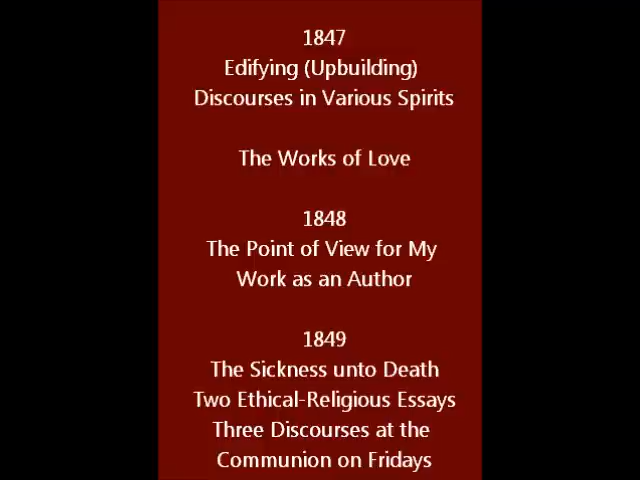 1847
Edifying (Upbuilding)
Discourses in Various Spirits
The Works of Love
1848
The Point of View for My
Work as an Author
1849
The Sickness unto Death
Two Ethical-Religious Essays
Three Discourses at the
Communion on Fridays